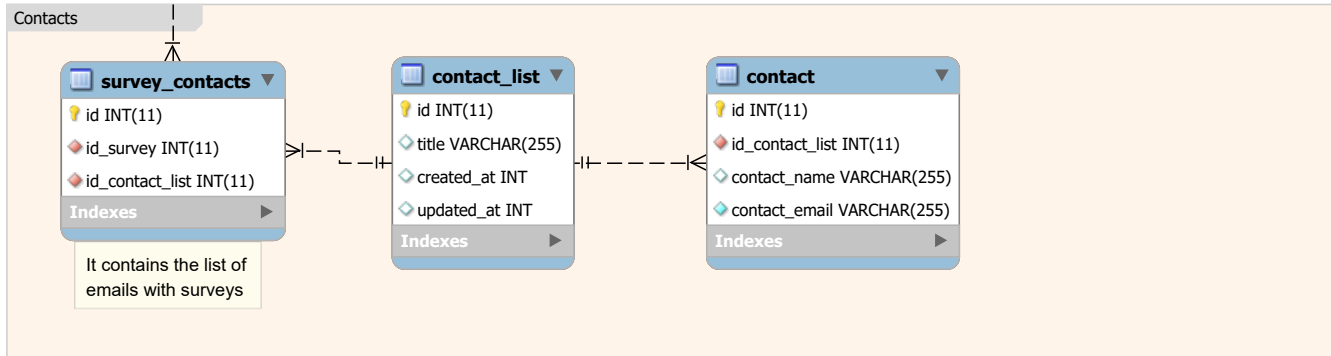 Contacts
survey_contacts
id INT(11)
id_survey INT(11)
id_contact_list INT(11)
Indexes
It contains the list of
emails with surveys
contact_list
id INT(11)
title VARCHAR(255)
created_at INT
updated_at INT
Indexes
contact
id INT(11)
id_contact_list INT(11)
contact_name VARCHAR(255)
contact_email VARCHAR(255)
Indexes